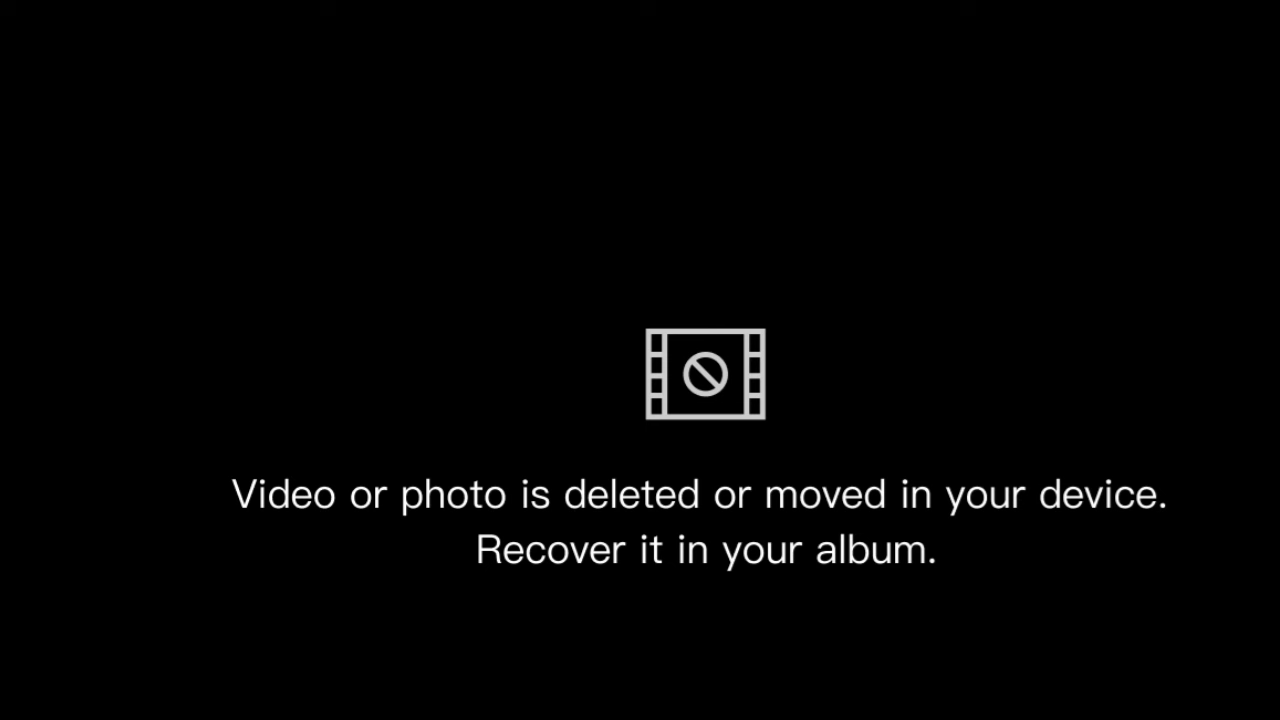 Video or photo is deleted or moved in your device.
Recover it in your album.